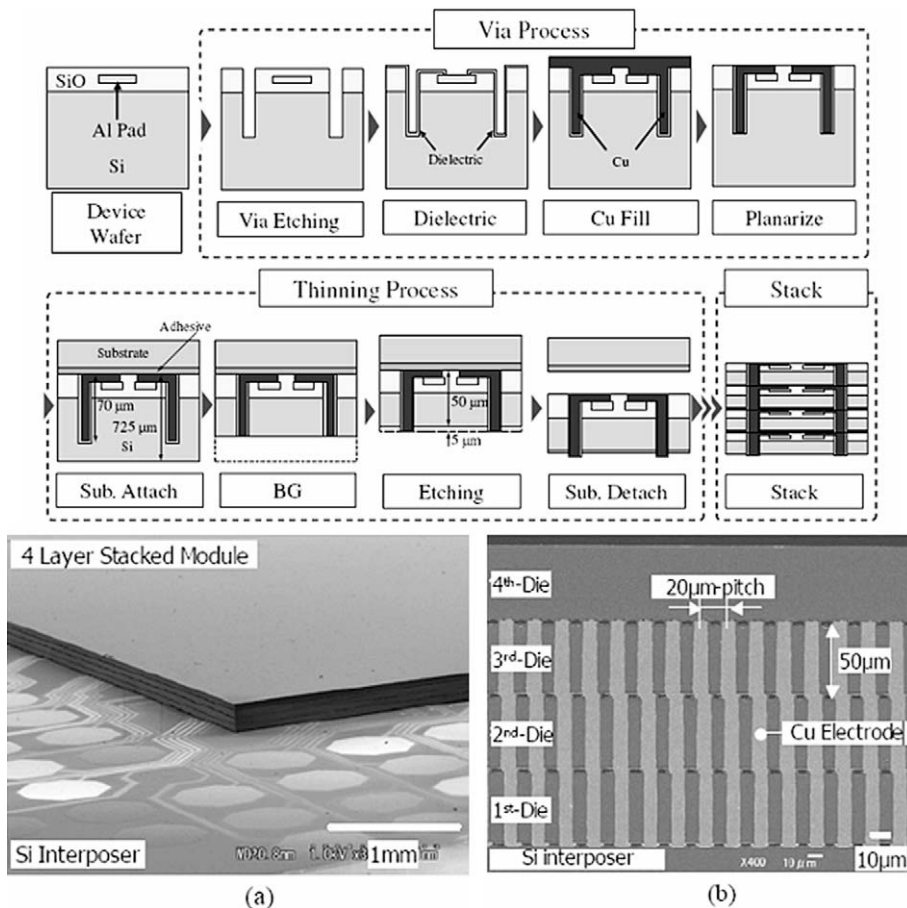 Via Process
SiO
Al Pad
Si
Dielectric
Cu
Device
Wafer
Via Etching
Dielectric
Cu Fill
Planarize
Thinning Process
Stack
Adhesive
Substrate
70 μm
725 μm
Si
50 μm
5 μm
Sub. Attach
BG
Etching
Sub. Detach
Stack
4 Layer Stacked Module
Si Interposer
1mm
(a)
4th-Die
20μm-pitch
3rd-Die
50μm
2nd-Die
Cu Electrode
1st-Die
Si interposer
X400 10μm
10μm
(b)